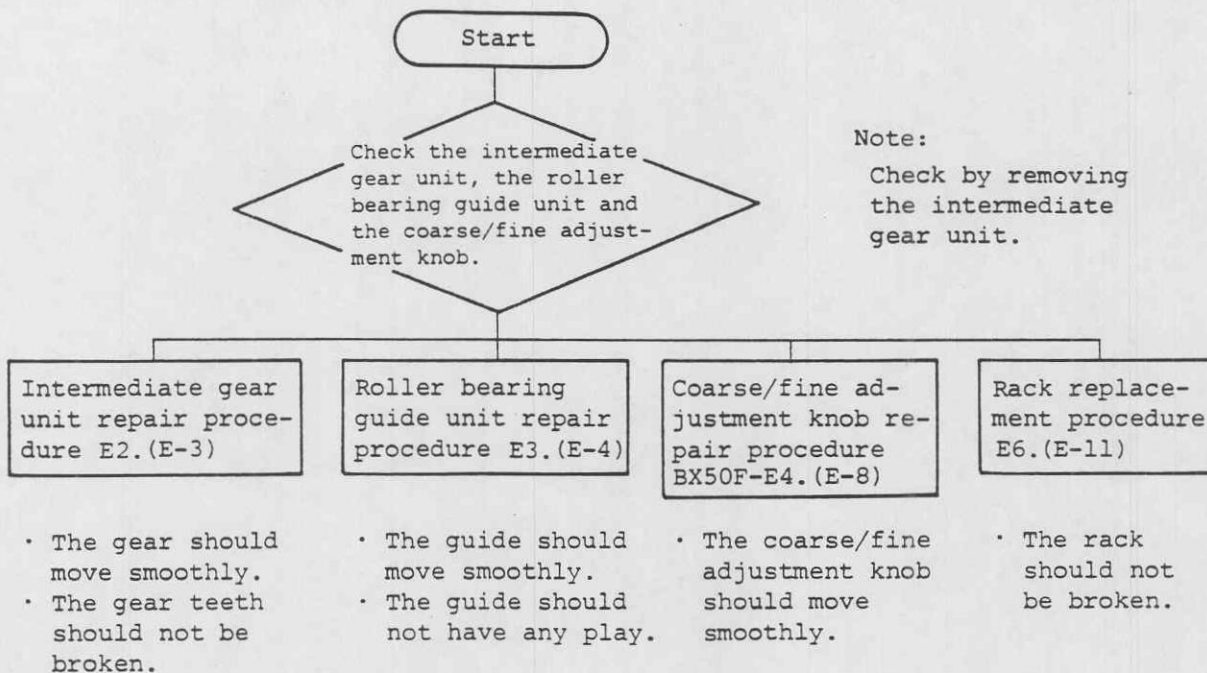 Start
Check the intermediate
gear unit, the roller
bearing guide unit and
the coarse/fine adjust-
ment knob.
Note:
Check by removing
the intermediate
gear unit.
Intermediate gear
unit repair proce-
dure E2.(E-3)
Roller bearing
guide unit repair
procedure E3.(E-4)
Coarse/fine ad-
justment knob re-
pair procedure
BX50F-E4.(E-8)
Rack replace-
ment procedure
E6.(E-11)
· The gear should
move smoothly.
· The gear teeth
should not be
broken.
· The guide should
move smoothly.
· The guide should
not have any play.
· The coarse/fine
adjustment knob
should move
smoothly.
· The rack
should not
be broken.